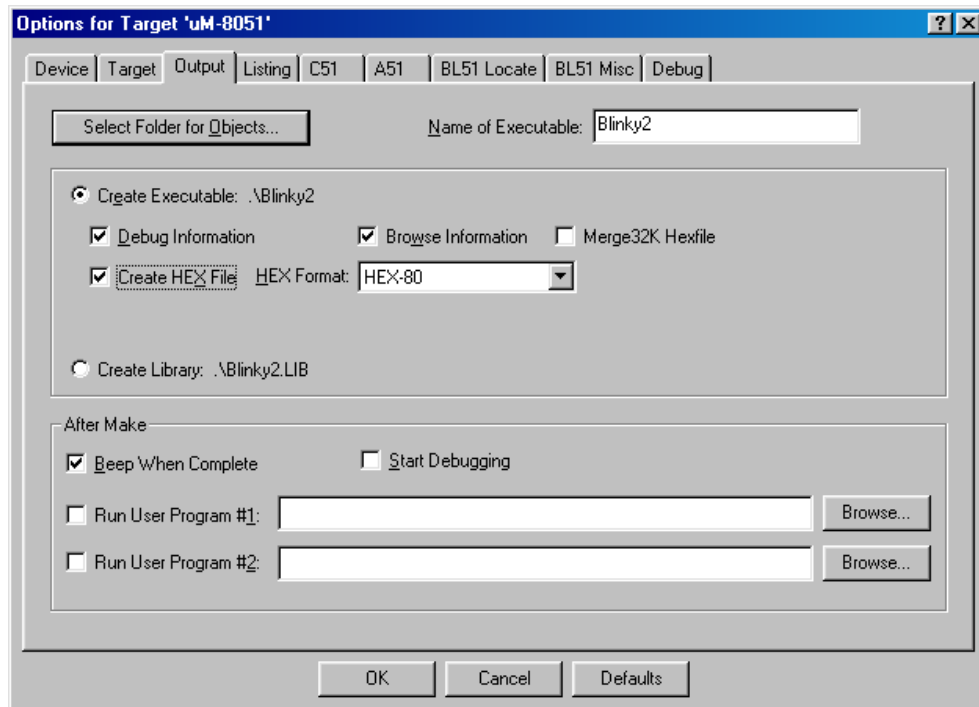 Options for Target 'uM-8051'
Device Target Output Listing C51 A51 BL51 Locate BL51 Misc Debug
Select Folder for Objects... Name of Executable: Blinky2
Create Executable: .\Blinky2
Debug Information Browse Information Merge32K Hexfile
Create HEX File HEX Format: HEX-80
Create Library: .\Blinky2.LIB
After Make
Beep When Complete Start Debugging
Run User Program #1: Browse...
Run User Program #2: Browse...
OK Cancel Defaults